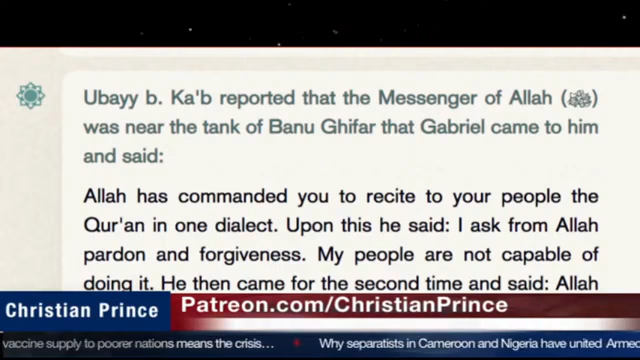 Ubayy b. Ka'b reported that the Messenger of Allah (ﷺ)
was near the tank of Banu Ghifar that Gabriel came to him
and said:
Allah has commanded you to recite to your people the
Qur'an in one dialect. Upon this he said: I ask from Allah
pardon and forgiveness. My people are not capable of
doing it. He then came for the second time and said: Allah
Christian Prince
Patreon.com/ChristianPrince
vaccine supply to poorer nations means the crisis... Why separatists in Cameroon and Nigeria have united Armed